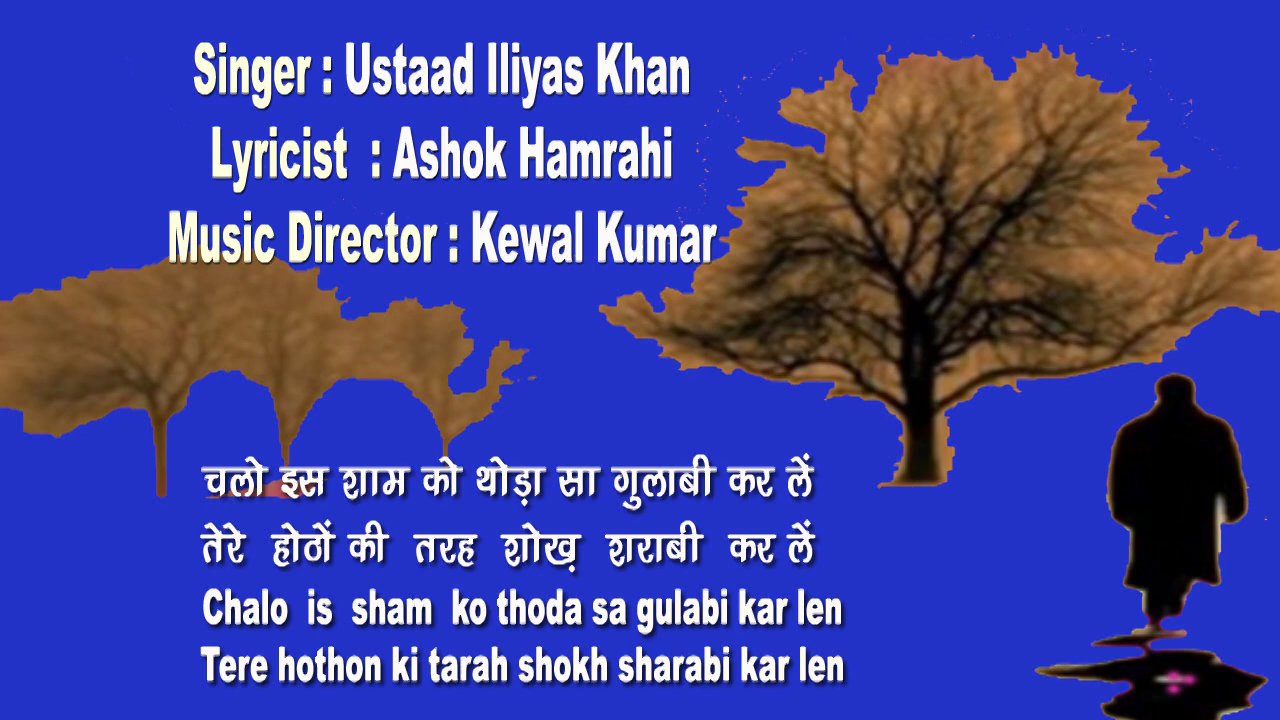 Singer : Ustaad Iliyas Khan
Lyricist : Ashok Hamrahi
Music Director : Kewal Kumar
चलो इस शाम को थोड़ा सा गुलाबी कर लें
तेरे होठों की तरह शोख़ शराबी कर लें
Chalo is sham ko thoda sa gulabi kar len
Tere hothon ki tarah shokh sharabi kar len